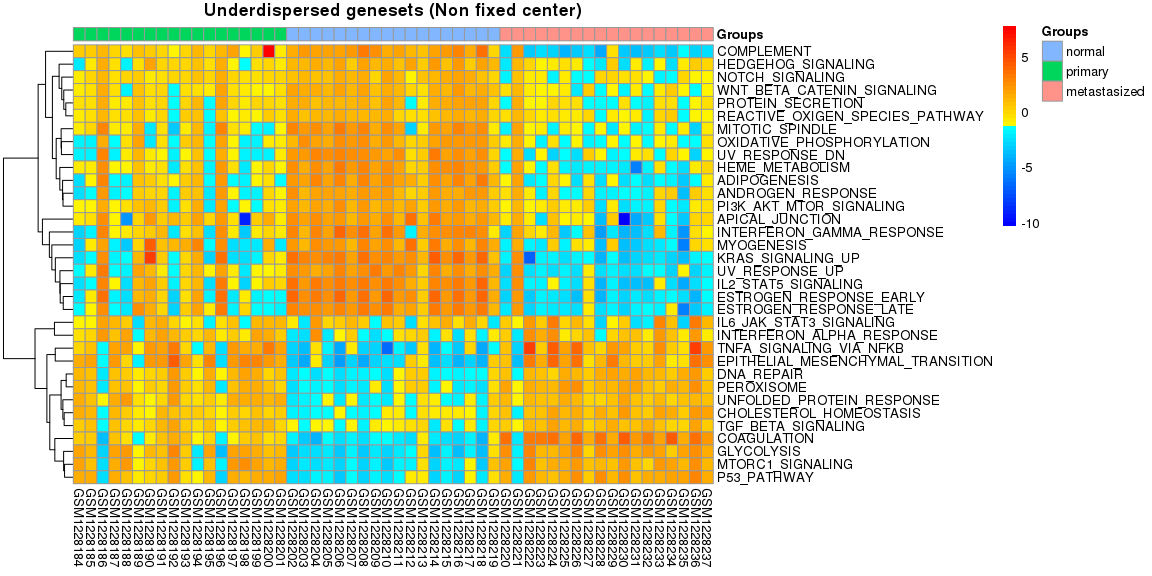 Underdispersed genesets (Non fixed center)
Groups
COMPLEMENT
HEDGEHOG_SIGNALING
NOTCH_SIGNALING
WNT_BETA_CATENIN_SIGNALING
PROTEIN_SECRETION
REACTIVE_OXIGEN_SPECIES_PATHWAY
MITOTIC_SPINDLE
OXIDATIVE_PHOSPHORYLATION
UV_RESPONSE_DN
HEME_METABOLISM
ADIPOGENESIS
ANDROGEN_RESPONSE
PI3K_AKT_MTOR_SIGNALING
APICAL_JUNCTION
INTERFERON_GAMMA_RESPONSE
MYOGENESIS
KRAS_SIGNALING_UP
UV_RESPONSE_UP
IL2_STAT5_SIGNALING
ESTROGEN_RESPONSE_EARLY
ESTROGEN_RESPONSE_LATE
IL6_JAK_STAT3_SIGNALING
INTERFERON_ALPHA_RESPONSE
TNFA_SIGNALING_VIA_NFKB
EPITHELIAL_MESENCHYMAL_TRANSITION
DNA_REPAIR
PEROXISOME
UNFOLDED_PROTEIN_RESPONSE
CHOLESTEROL_HOMEOSTASIS
TGF_BETA_SIGNALING
COAGULATION
GLYCOLYSIS
MTORC1_SIGNALING
P53_PATHWAY
GSM1228184
GSM1228185
GSM1228186
GSM1228187
GSM1228188
GSM1228189
GSM1228190
GSM1228191
GSM1228192
GSM1228193
GSM1228194
GSM1228195
GSM1228196
GSM1228197
GSM1228198
GSM1228199
GSM1228200
GSM1228201
GSM1228202
GSM1228203
GSM1228204
GSM1228205
GSM1228206
GSM1228207
GSM1228208
GSM1228209
GSM1228210
GSM1228211
GSM1228212
GSM1228213
GSM1228214
GSM1228215
GSM1228216
GSM1228217
GSM1228218
GSM1228219
GSM1228220
GSM1228221
GSM1228222
GSM1228223
GSM1228224
GSM1228225
GSM1228226
GSM1228227
GSM1228228
GSM1228229
GSM1228230
GSM1228231
GSM1228232
GSM1228233
GSM1228234
GSM1228235
GSM1228236
GSM1228237
5
0
-5
-10
Groups
normal
primary
metastasized